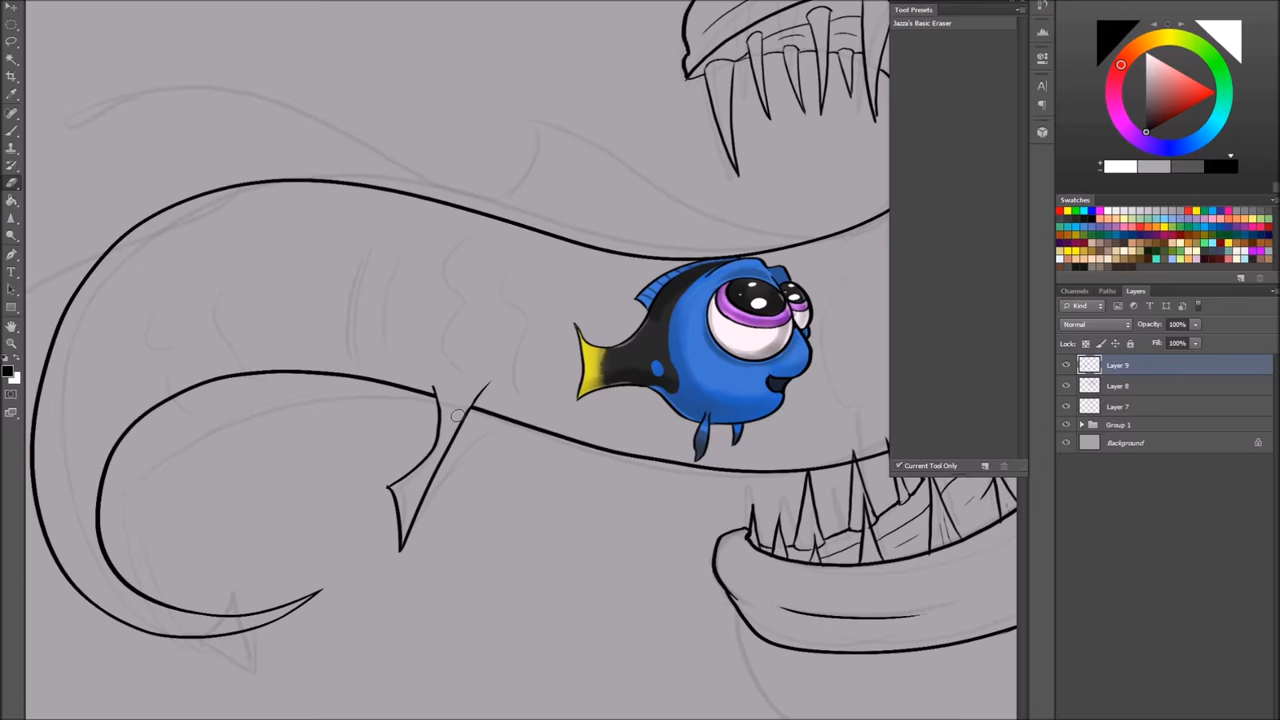 Tool Presets
Jazza's Basic Eraser
Current Tool Only
Swatches
Channels Paths Layers
Kind
Normal Opacity: 100%
Lock: Fill: 100%
Layer 9
Layer 8
Layer 7
Group 1
Background